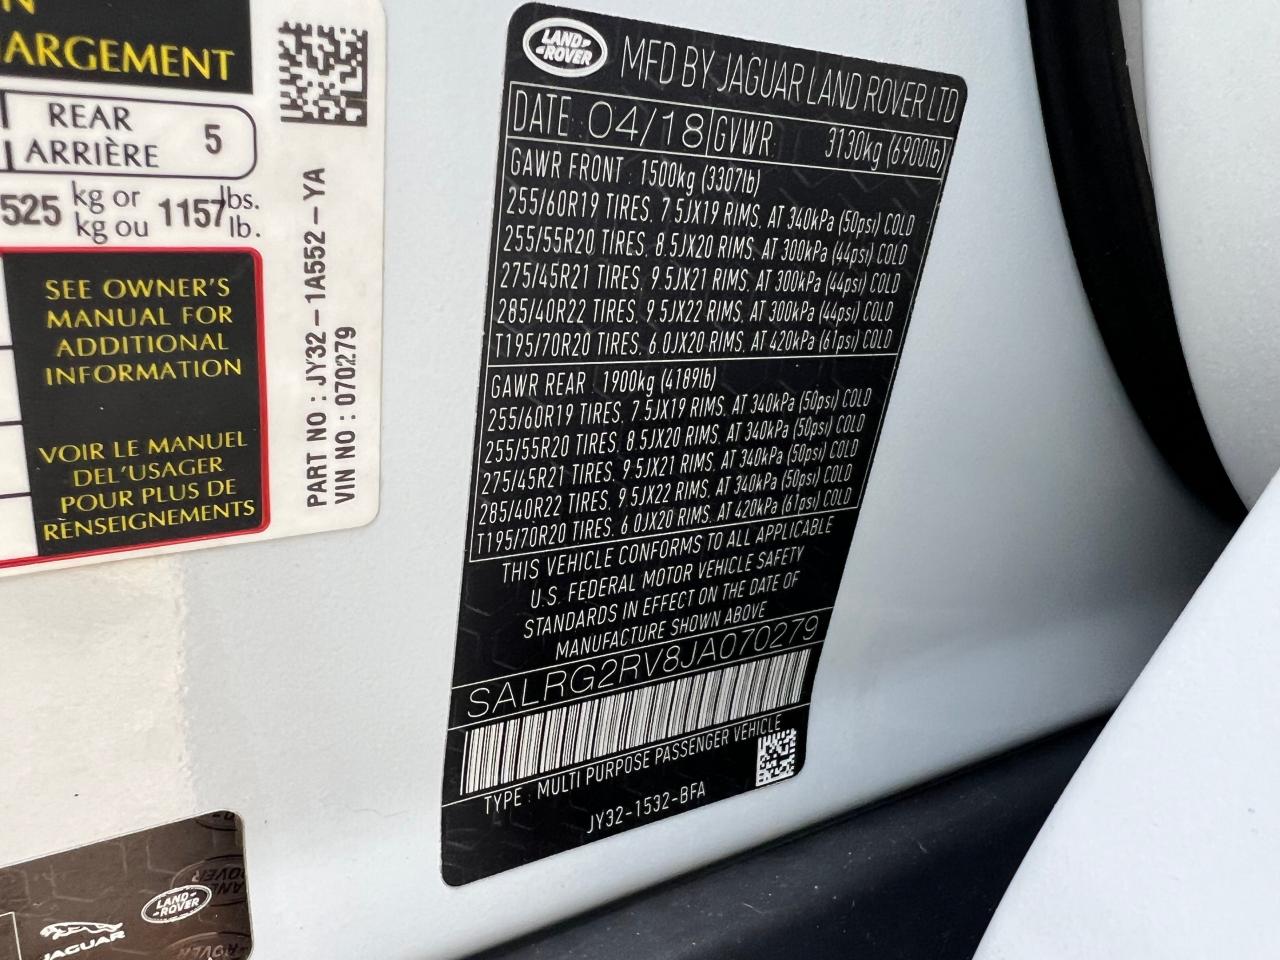 N
ARGEMENT
REAR
ARRIÈRE
5
525 kg or 1157 lbs.
kg ou lb.
SEE OWNER'S
MANUAL FOR
ADDITIONAL
INFORMATION
VOIR LE MANUEL
DEL'USAGER
POUR PLUS DE
RENSEIGNEMENTS
PART NO : JY32-1A552-YA
VIN NO : 070279
LAND-
-ROVER
MFD BY JAGUAR LAND ROVER LTD
DATE : 04/18 GVWR : 3130kg (6900lb)
GAWR FRONT : 1500kg (3307lb)
255/60R19 TIRES, 7.5JX19 RIMS, AT 340kPa (50psi) COLD
255/55R20 TIRES, 8.5JX20 RIMS, AT 300kPa (44psi) COLD
275/45R21 TIRES, 9.5JX21 RIMS, AT 300kPa (44psi) COLD
285/40R22 TIRES, 9.5JX22 RIMS, AT 300kPa (44psi) COLD
T195/70R20 TIRES, 6.0JX20 RIMS, AT 420kPa (61psi) COLD
GAWR REAR : 1900kg (4189lb)
255/60R19 TIRES, 7.5JX19 RIMS, AT 340kPa (50psi) COLD
255/55R20 TIRES, 8.5JX20 RIMS, AT 340kPa (50psi) COLD
275/45R21 TIRES, 9.5JX21 RIMS, AT 340kPa (50psi) COLD
285/40R22 TIRES, 9.5JX22 RIMS, AT 340kPa (50psi) COLD
T195/70R20 TIRES, 6.0JX20 RIMS, AT 420kPa (61psi) COLD
THIS VEHICLE CONFORMS TO ALL APPLICABLE
U.S. FEDERAL MOTOR VEHICLE SAFETY
STANDARDS IN EFFECT ON THE DATE OF
MANUFACTURE SHOWN ABOVE
SALRG2RV8JA070279
TYPE : MULTI PURPOSE PASSENGER VEHICLE
JY32-1532-BFA
JAGUAR
LAND-
-ROVER